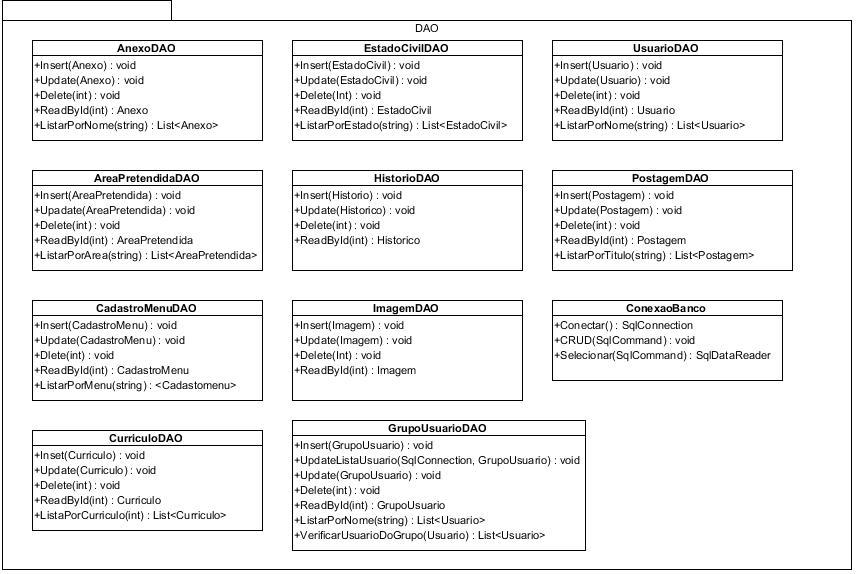 DAO
AnexoDAO
+Insert(Anexo) : void
+Update(Anexo) : void
+Delete(int) : void
+ReadById(int) : Anexo
+ListarPorNome(string) : List<Anexo>
EstadoCivilDAO
+Insert(EstadoCivil) : void
+Update(EstadoCivil) : void
+Delete(Int) : void
+ReadById(int) : EstadoCivil
+ListarPorEstado(string) : List<EstadoCivil>
UsuarioDAO
+Insert(Usuario) : void
+Update(Usuario) : void
+Delete(int) : void
+ReadById(int) : Usuario
+ListarPorNome(string) : List<Usuario>
AreaPretendidaDAO
+Insert(AreaPretendida) : void
+Upadate(AreaPretendida) : void
+Delete(int) : void
+ReadById(int) : AreaPretendida
+ListarPorArea(string) : List<AreaPretendida>
HistorioDAO
+Insert(Historio) : void
+Update(Historico) : void
+Delete(int) : void
+ReadById(int) : Historico
PostagemDAO
+Insert(Postagem) : void
+Update(Postagem) : void
+Delete(int) : void
+ReadById(int) : Postagem
+ListarPorTitulo(string) : List<Postagem>
CadastroMenuDAO
+Insert(CadastroMenu) : void
+Update(CadastroMenu) : void
+Dlete(int) : void
+ReadById(int) : CadastroMenu
+ListarPorMenu(string) : <Cadastomenu>
ImagemDAO
+Insert(Imagem) : void
+Update(Imagem) : void
+Delete(Int) : void
+ReadById(int) : Imagem
ConexaoBanco
+Conectar() : SqlConnection
+CRUD(SqlCommand) : void
+Selecionar(SqlCommand) : SqlDataReader
CurriculoDAO
+Inset(Curriculo) : void
+Update(Curriculo) : void
+Delete(int) : void
+ReadById(int) : Curriculo
+ListaPorCurriculo(int) : List<Curriculo>
GrupoUsuarioDAO
+Insert(GrupoUsuario) : void
+UpdateListaUsuario(SqlConnection, GrupoUsuario) : void
+Update(GrupoUsuario) : void
+Delete(int) : void
+ReadById(int) : GrupoUsuario
+ListarPorNome(string) : List<Usuario>
+VerificarUsuarioDoGrupo(Usuario) : List<Usuario>